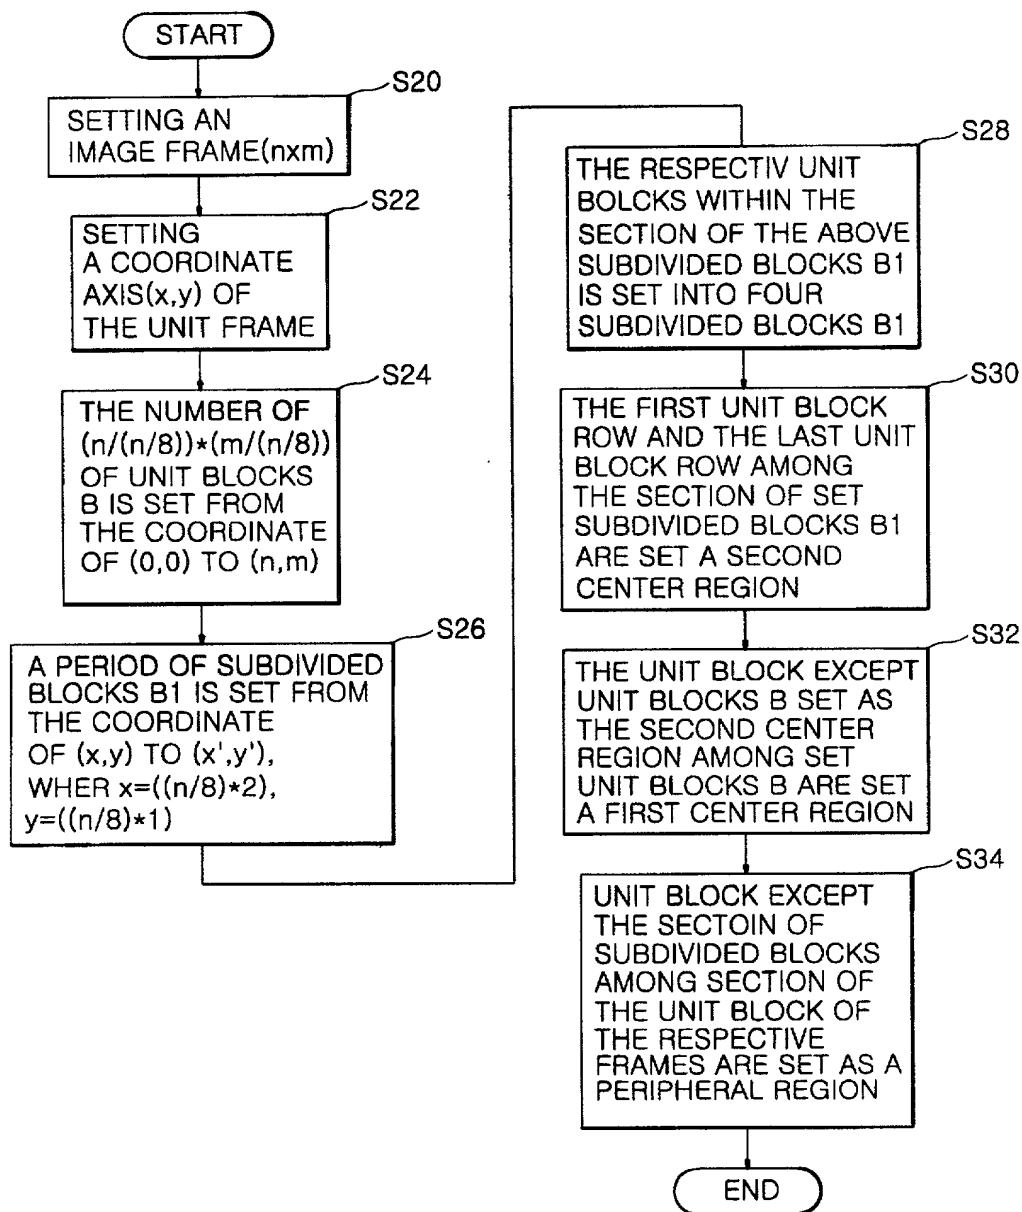 START
S20
SETTING AN
IMAGE FRAME(nxm)
S22
SETTING
A COORDINATE
AXIS(x,y) OF
THE UNIT FRAME
S24
THE NUMBER OF
(n/(n/8))*(m/(n/8))
OF UNIT BLOCKS
B IS SET FROM
THE COORDINATE
OF (0,0) TO (n,m)
S26
A PERIOD OF SUBDIVIDED
BLOCKS B1 IS SET FROM
THE COORDINATE
OF (x,y) TO (x',y'),
WHER x=((n/8)*2),
y=((n/8)*1)
S28
THE RESPECTIV UNIT
BOLCKS WITHIN THE
SECTION OF THE ABOVE
SUBDIVIDED BLOCKS B1
IS SET INTO FOUR
SUBDIVIDED BLOCKS B1
S30
THE FIRST UNIT BLOCK
ROW AND THE LAST UNIT
BLOCK ROW AMONG
THE SECTION OF SET
SUBDIVIDED BLOCKS B1
ARE SET A SECOND
CENTER REGION
S32
THE UNIT BLOCK EXCEPT
UNIT BLOCKS B SET AS
THE SECOND CENTER
REGION AMONG SET
UNIT BLOCKS B ARE SET
A FIRST CENTER REGION
S34
UNIT BLOCK EXCEPT
THE SECTOIN OF
SUBDIVIDED BLOCKS
AMONG SECTION OF
THE UNIT BLOCK OF
THE RESPECTIVE
FRAMES ARE SET AS A
PERIPHERAL REGION
END